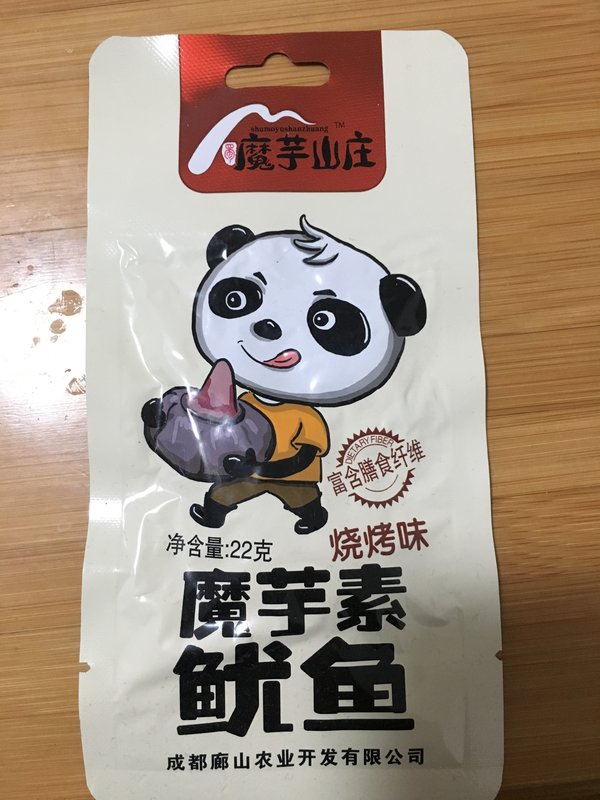 shumoyushanzhuang TM
蜀魔芋山庄
DIETARY FIBER
富含膳食纤维
净含量:22克
烧烤味
魔芋素
鱿鱼
成都廊山农业开发有限公司